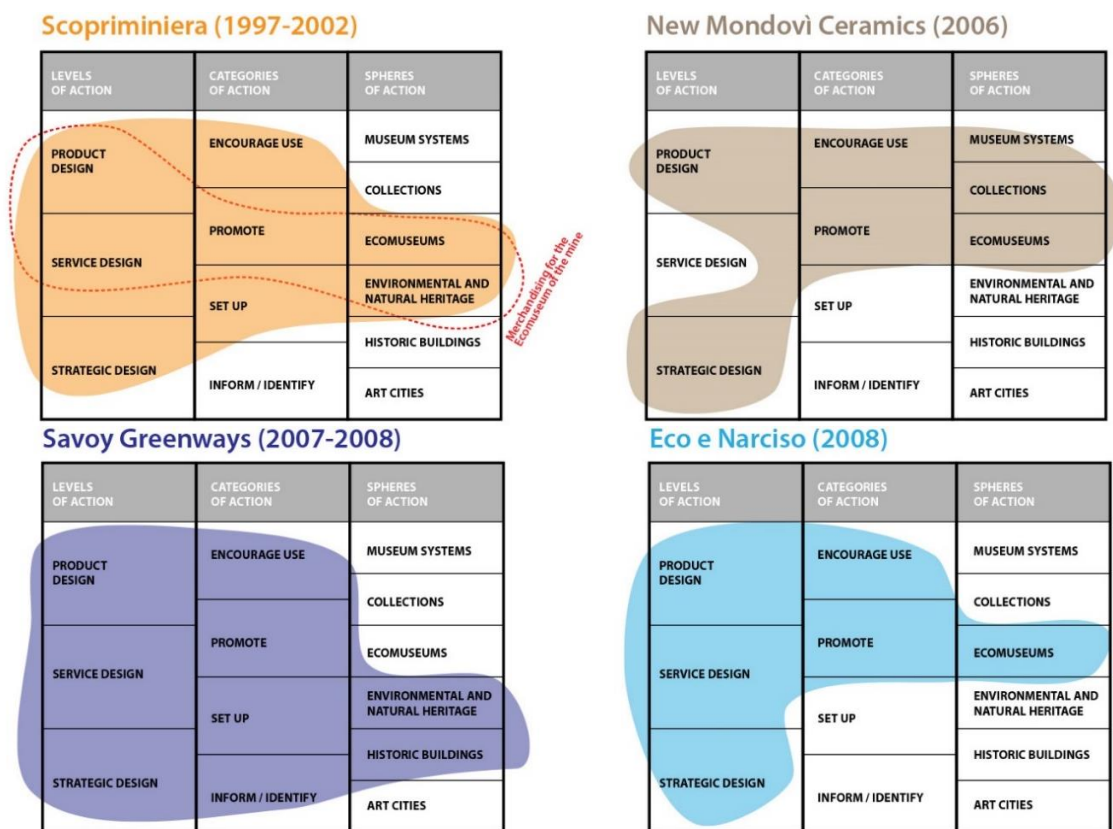 Scopriminiera (1997-2002)
LEVELS
OF ACTION
CATEGORIES
OF ACTION
SPHERES
OF ACTION
PRODUCT
DESIGN
SERVICE DESIGN
STRATEGIC DESIGN
ENCOURAGE USE
PROMOTE
SET UP
INFORM / IDENTIFY
MUSEUM SYSTEMS
COLLECTIONS
ECOMUSEUMS
ENVIRONMENTAL AND
NATURAL HERITAGE
HISTORIC BUILDINGS
ART CITIES
Merchandising for the
Ecomuseum of the mine
New Mondovì Ceramics (2006)
LEVELS
OF ACTION
CATEGORIES
OF ACTION
SPHERES
OF ACTION
PRODUCT
DESIGN
SERVICE DESIGN
STRATEGIC DESIGN
ENCOURAGE USE
PROMOTE
SET UP
INFORM / IDENTIFY
MUSEUM SYSTEMS
COLLECTIONS
ECOMUSEUMS
ENVIRONMENTAL AND
NATURAL HERITAGE
HISTORIC BUILDINGS
ART CITIES
Savoy Greenways (2007-2008)
LEVELS
OF ACTION
CATEGORIES
OF ACTION
SPHERES
OF ACTION
PRODUCT
DESIGN
SERVICE DESIGN
STRATEGIC DESIGN
ENCOURAGE USE
PROMOTE
SET UP
INFORM / IDENTIFY
MUSEUM SYSTEMS
COLLECTIONS
ECOMUSEUMS
ENVIRONMENTAL AND
NATURAL HERITAGE
HISTORIC BUILDINGS
ART CITIES
Eco e Narciso (2008)
LEVELS
OF ACTION
CATEGORIES
OF ACTION
SPHERES
OF ACTION
PRODUCT
DESIGN
SERVICE DESIGN
STRATEGIC DESIGN
ENCOURAGE USE
PROMOTE
SET UP
INFORM / IDENTIFY
MUSEUM SYSTEMS
COLLECTIONS
ECOMUSEUMS
ENVIRONMENTAL AND
NATURAL HERITAGE
HISTORIC BUILDINGS
ART CITIES